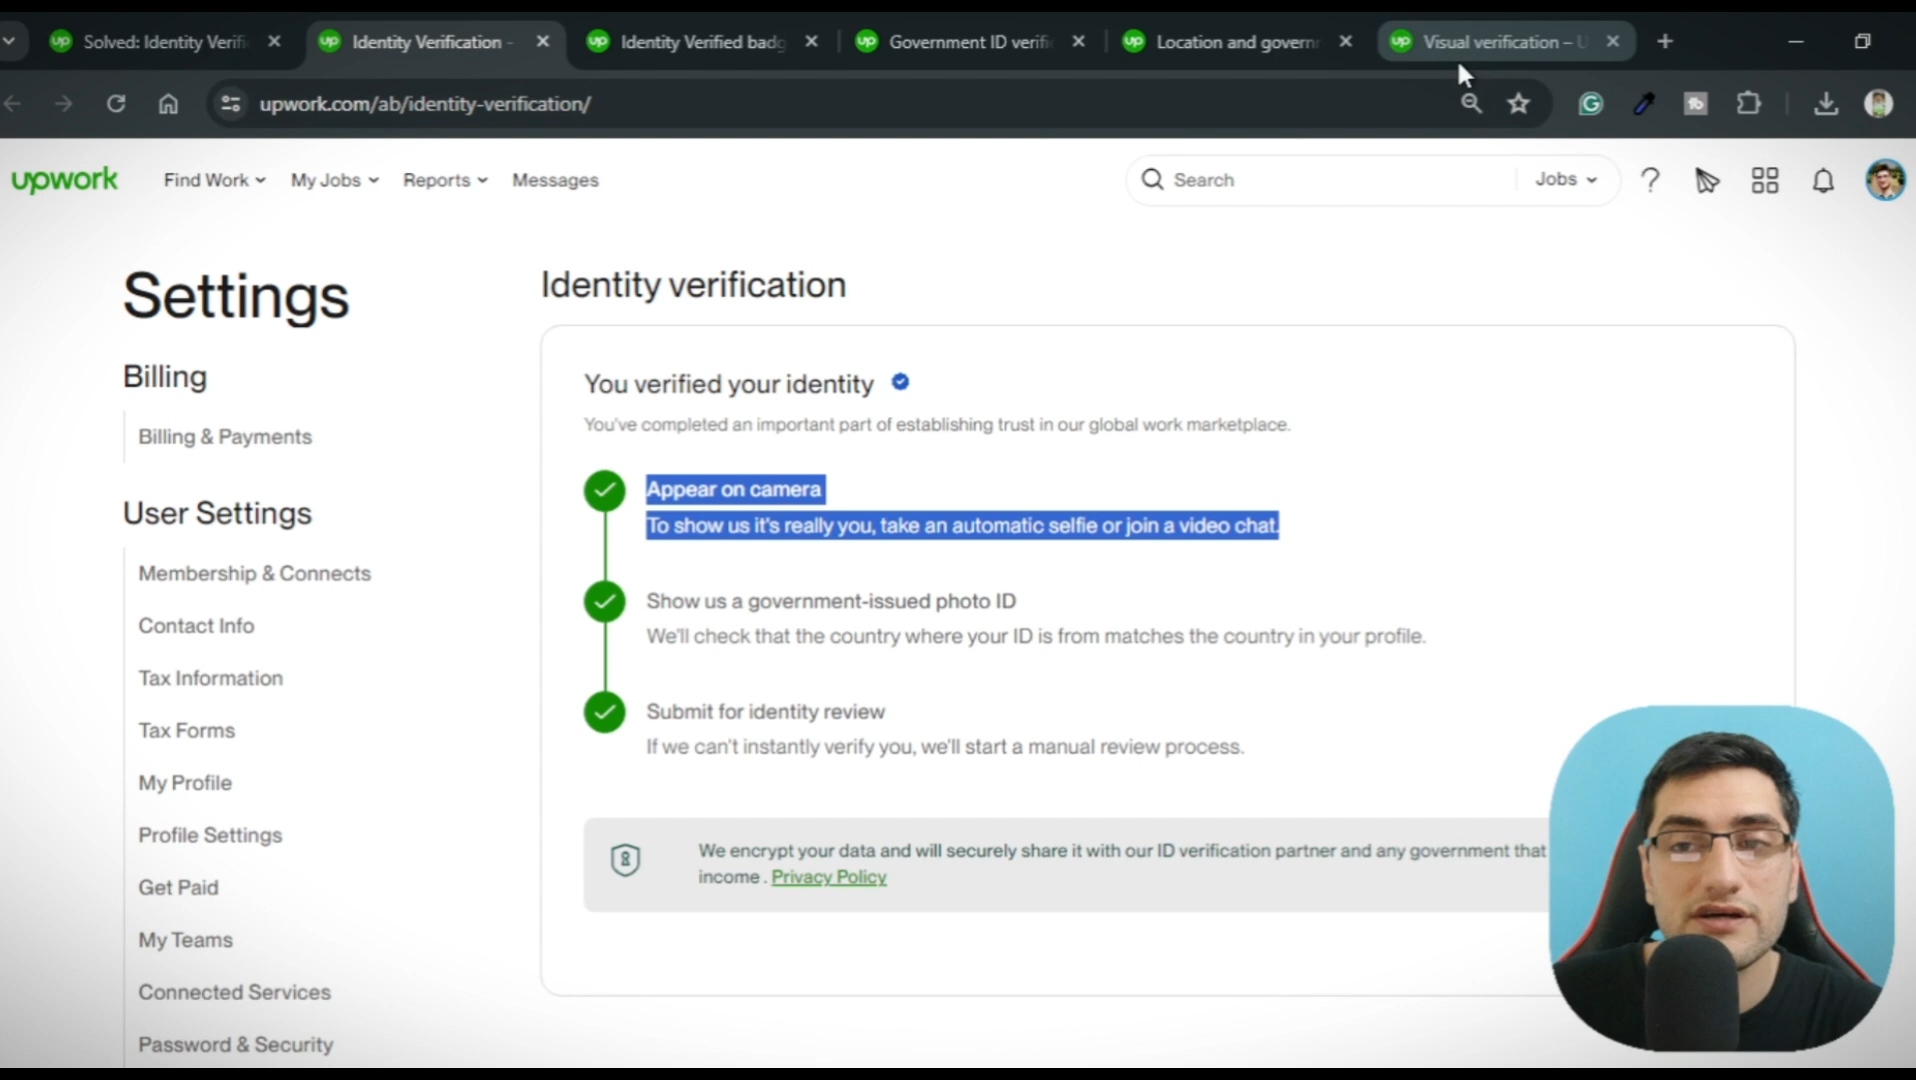 Solved: Identity Verifi
Identity Verification -
Identity Verified badg
Government ID verific
Location and governm
Visual verification – U
upwork.com/ab/identity-verification/
upwork
Find Work
My Jobs
Reports
Messages
Search
Jobs
Settings
Billing
Billing & Payments
User Settings
Membership & Connects
Contact Info
Tax Information
Tax Forms
My Profile
Profile Settings
Get Paid
My Teams
Connected Services
Password & Security
Identity verification
You verified your identity
You've completed an important part of establishing trust in our global work marketplace.
Appear on camera
To show us it's really you, take an automatic selfie or join a video chat.
Show us a government-issued photo ID
We'll check that the country where your ID is from matches the country in your profile.
Submit for identity review
If we can't instantly verify you, we'll start a manual review process.
We encrypt your data and will securely share it with our ID verification partner and any government that
income . Privacy Policy